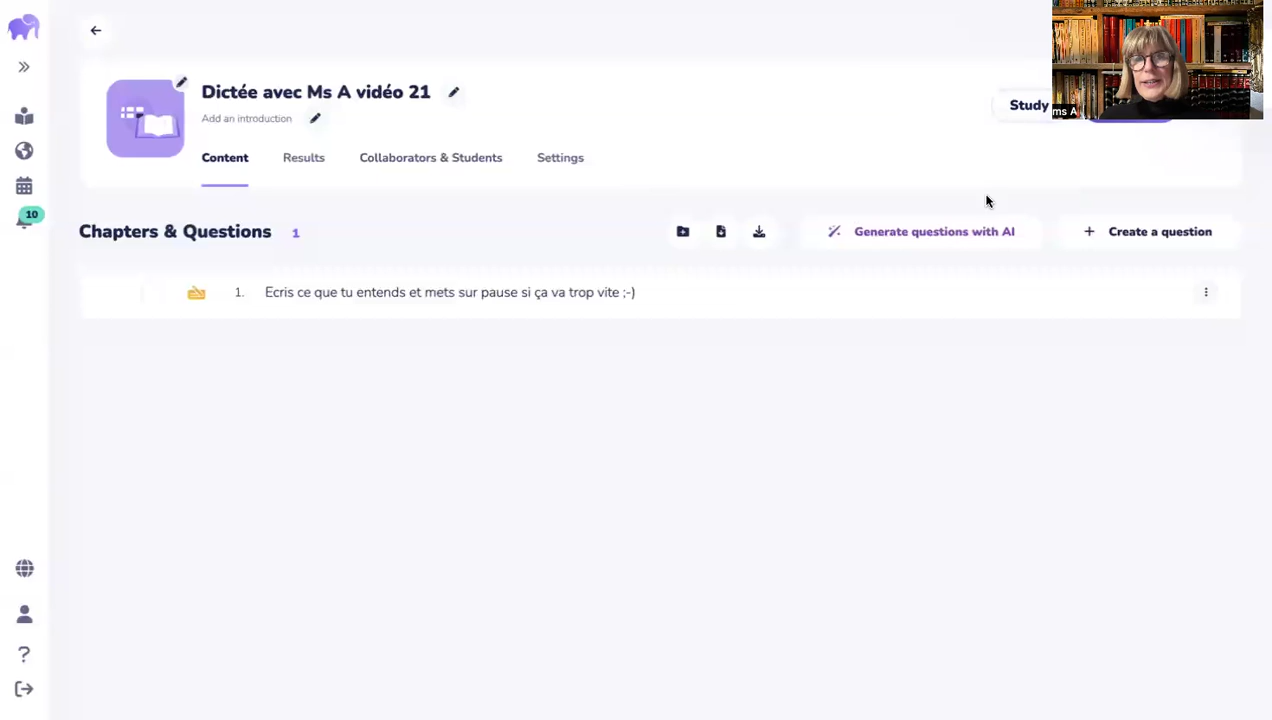 Dictée avec Ms A vidéo 21
Add an introduction
Study
ms A
Content
Results
Collaborators & Students
Settings
10
Chapters & Questions 1
Generate questions with AI
+ Create a question
1. Ecris ce que tu entends et mets sur pause si ça va trop vite ;-)
?